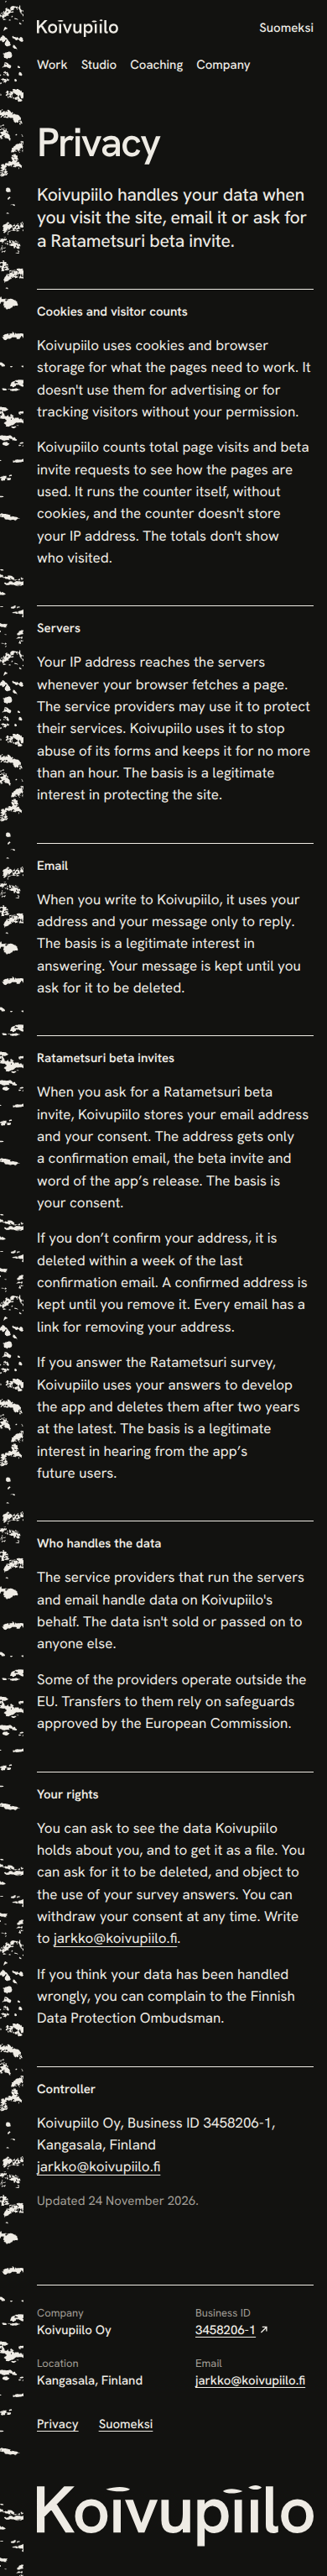 Koivupiilo
Suomeksi
Work Studio Coaching Company
Privacy
Koivupiilo handles your data when
you visit the site, email it or ask for
a Ratametsuri beta invite.
Cookies and visitor counts
Koivupiilo uses cookies and browser
storage for what the pages need to work. It
doesn't use them for advertising or for
tracking visitors without your permission.
Koivupiilo counts total page visits and beta
invite requests to see how the pages are
used. It runs the counter itself, without
cookies, and the counter doesn't store
your IP address. The totals don't show
who visited.
Servers
Your IP address reaches the servers
whenever your browser fetches a page.
The service providers may use it to protect
their services. Koivupiilo uses it to stop
abuse of its forms and keeps it for no more
than an hour. The basis is a legitimate
interest in protecting the site.
Email
When you write to Koivupiilo, it uses your
address and your message only to reply.
The basis is a legitimate interest in
answering. Your message is kept until you
ask for it to be deleted.
Ratametsuri beta invites
When you ask for a Ratametsuri beta
invite, Koivupiilo stores your email address
and your consent. The address gets only
a confirmation email, the beta invite and
word of the app’s release. The basis is
your consent.
If you don’t confirm your address, it is
deleted within a week of the last
confirmation email. A confirmed address is
kept until you remove it. Every email has a
link for removing your address.
If you answer the Ratametsuri survey,
Koivupiilo uses your answers to develop
the app and deletes them after two years
at the latest. The basis is a legitimate
interest in hearing from the app’s
future users.
Who handles the data
The service providers that run the servers
and email handle data on Koivupiilo's
behalf. The data isn't sold or passed on to
anyone else.
Some of the providers operate outside the
EU. Transfers to them rely on safeguards
approved by the European Commission.
Your rights
You can ask to see the data Koivupiilo
holds about you, and to get it as a file. You
can ask for it to be deleted, and object to
the use of your survey answers. You can
withdraw your consent at any time. Write
to jarkko@koivupiilo.fi.
If you think your data has been handled
wrongly, you can complain to the Finnish
Data Protection Ombudsman.
Controller
Koivupiilo Oy, Business ID 3458206-1,
Kangasala, Finland
jarkko@koivupiilo.fi
Updated 24 November 2026.
Company
Koivupiilo Oy
Business ID
3458206-1 ↗
Location
Kangasala, Finland
Email
jarkko@koivupiilo.fi
Privacy Suomeksi
Koivupiilo